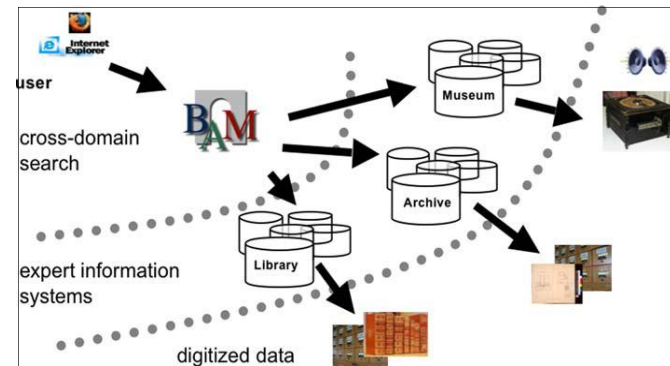 Internet
Explorer
user
cross-domain
search
BAM
Museum
Archive
Library
expert information
systems
digitized data